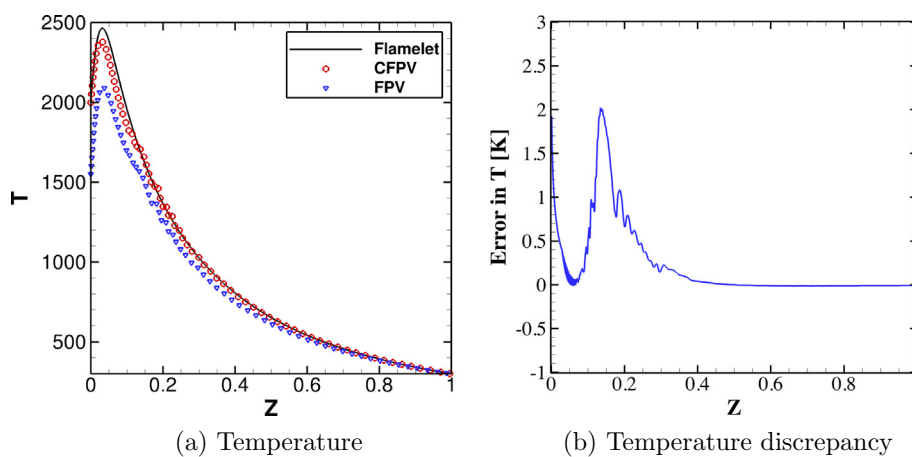 2500
2000
1500
1000
500
T
0
0.2
0.4
0.6
0.8
1
Z
Flamelet
CFPV
FPV
(a) Temperature
3
2.5
2
1.5
1
0.5
0
-0.5
-1
Error in T [K]
0
0.2
0.4
0.6
0.8
Z
(b) Temperature discrepancy